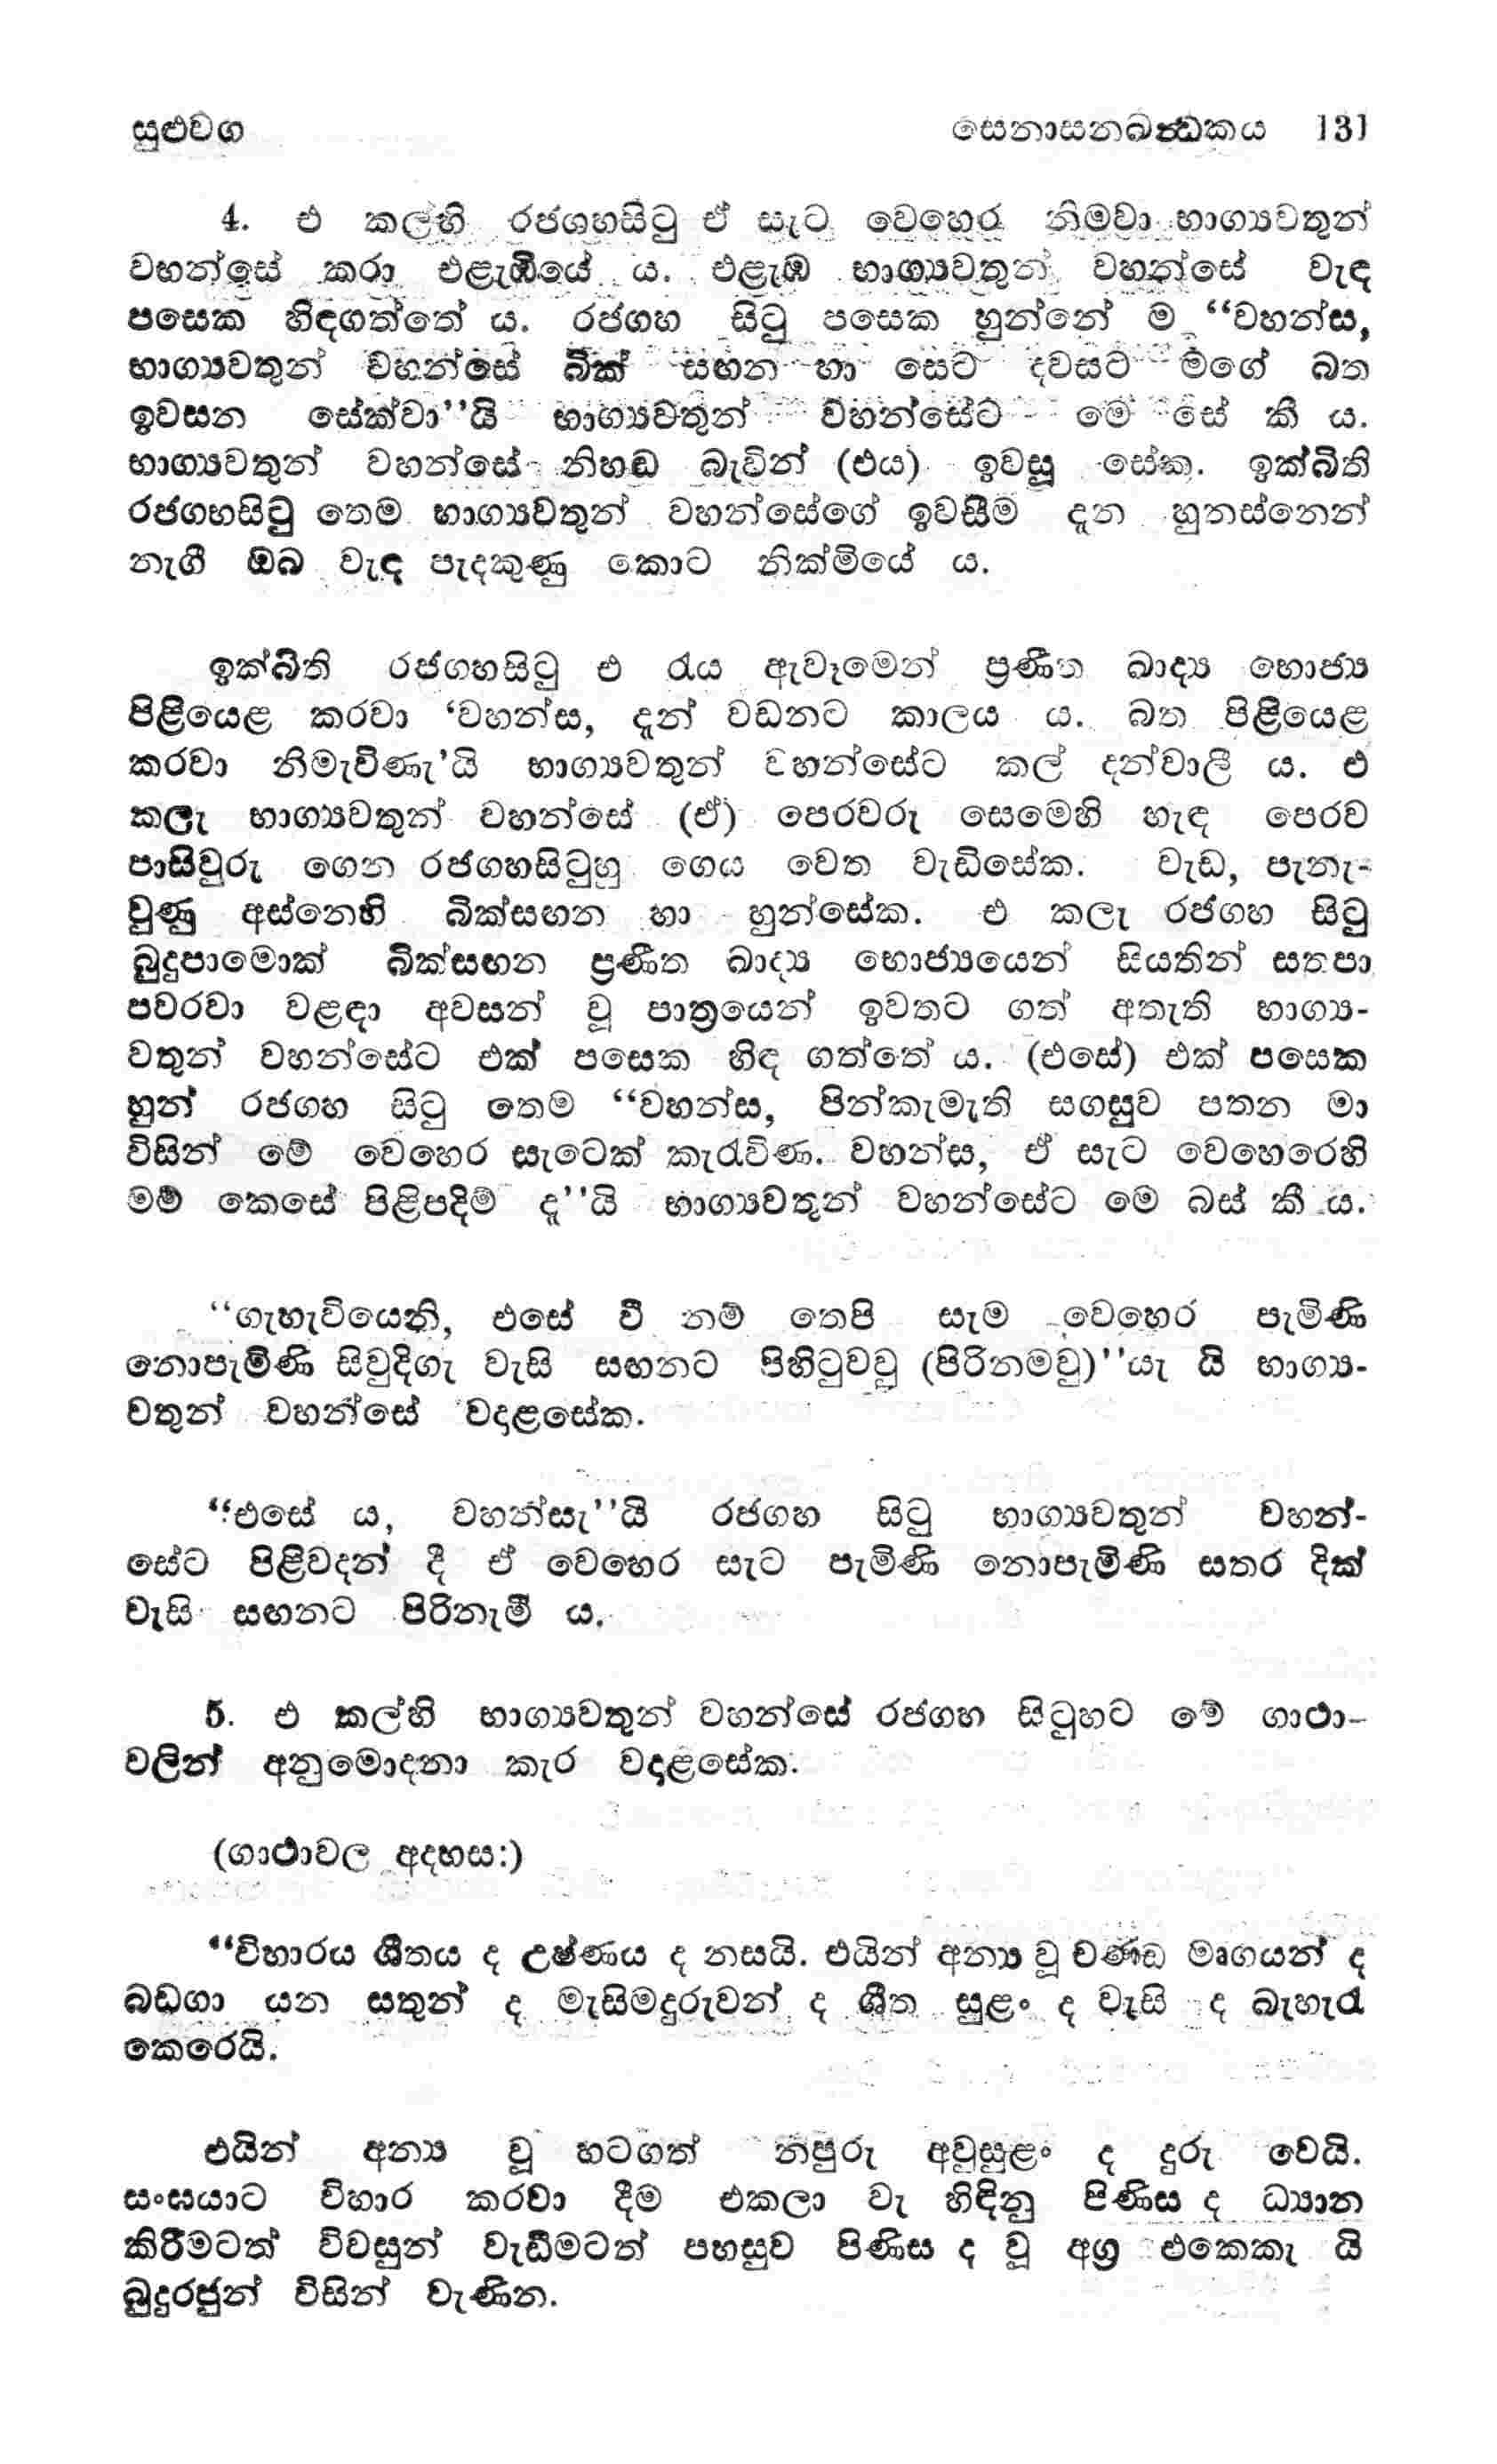 සුළුවග සෙනාසනඛන්ධකය 131
4. එ කල්හි රජගහසිටු ඒ සැට වෙහෙර නිමවා භාග්‍යවතුන්
වහන්සේ කරා එළැඹියේ ය. එළැඹ භාග්‍යවතුන් වහන්සේ වැඳ
පසෙක හිඳගත්තේ ය. රජගහ සිටු පසෙක හුන්නේ ම “වහන්ස,
භාග්‍යවතුන් වහන්සේ බික් සඟන හා සෙට දවසට මගේ බත
ඉවසන සේක්වා”යි භාග්‍යවතුන් වහන්සේට මෙ සේ කී ය.
භාග්‍යවතුන් වහන්සේ නිහඬ බැවින් (එය) ඉවසූ සේක. ඉක්බිති
රජගහසිටු තෙම භාග්‍යවතුන් වහන්සේගේ ඉවසීම දැන හුනස්නෙන්
නැගී ඔබ වැඳ පැදකුණු කොට නික්මියේ ය.
ඉක්බිති රජගහසිටු එ රැය ඇවෑමෙන් ප්‍රණීත ඛාද්‍ය භොජ්‍ය
පිළියෙළ කරවා ‘වහන්ස, දැන් වඩනට කාලය ය. බත පිළියෙළ
කරවා නිමැවිණැ’යි භාග්‍යවතුන් වහන්සේට කල් දන්වාලී ය. එ
කලැ භාග්‍යවතුන් වහන්සේ (ඒ) පෙරවරු සෙමෙහි හැඳ පෙරව
පාසිවුරු ගෙන රජගහසිටුහු ගෙය වෙත වැඩිසේක. වැඩ, පැනැ-
වුණු අස්නෙහි බික්සඟන හා හුන්සේක. එ කලැ රජගහ සිටු
බුදුපාමොක් බික්සඟන ප්‍රණීත ඛාද්‍ය භොජ්‍යයෙන් සියතින් සතපා
පවරවා වළඳා අවසන් වූ පාත්‍රයෙන් ඉවතට ගත් අතැති භාග්‍ය-
වතුන් වහන්සේට එක් පසෙක හිඳ ගත්තේ ය. (එසේ) එක් පසෙක
හුන් රජගහ සිටු තෙම “වහන්ස, පින්කැමැති සගසුව පතන මා
විසින් මේ වෙහෙර සැටෙක් කැරැවිණ. වහන්ස, ඒ සැට වෙහෙරෙහි
මම් කෙසේ පිළිපදිම් දැ”යි භාග්‍යවතුන් වහන්සේට මෙ බස් කී ය.
“ගැහැවියෙනි, එසේ වී නම් තෙපි සැම වෙහෙර පැමිණි
නොපැමිණි සිවුදිගැ වැසි සඟනට පිහිටුවවු (පිරිනමවු)”යැ යි භාග්‍ය-
වතුන් වහන්සේ වදාළසේක.
“එසේ ය, වහන්සැ”යි රජගහ සිටු භාග්‍යවතුන් වහන්-
සේට පිළිවදන් දී ඒ වෙහෙර සැට පැමිණි නොපැමිණි සතර දික්
වැසි සඟනට පිරිනැමී ය.
5. එ කල්හි භාග්‍යවතුන් වහන්සේ රජගහ සිටුහට මේ ගාථා-
වලින් අනුමොදනා කැර වදාළසේක.
(ගාථාවල අදහස:)
“විහාරය ශීතය ද උෂ්ණය ද නසයි. එයින් අන්‍ය වූ චණ්ඩ මෘගයන් ද
බඩගා යන සතුන් ද මැසිමදුරුවන් ද ශීත සුළං ද වැසි ද බැහැරැ
කෙරෙයි.
එයින් අන්‍ය වූ හටගත් නපුරු අවුසුළං ද දුරු වෙයි.
සංඝයාට විහාර කරවා දීම එකලා වැ හිඳිනු පිණිස ද ධ්‍යාන
කිරීමටත් විවසුන් වැඩීමටත් පහසුව පිණිස ද වූ අග්‍ර එකෙකැ යි
බුදුරජුන් විසින් වැණින.